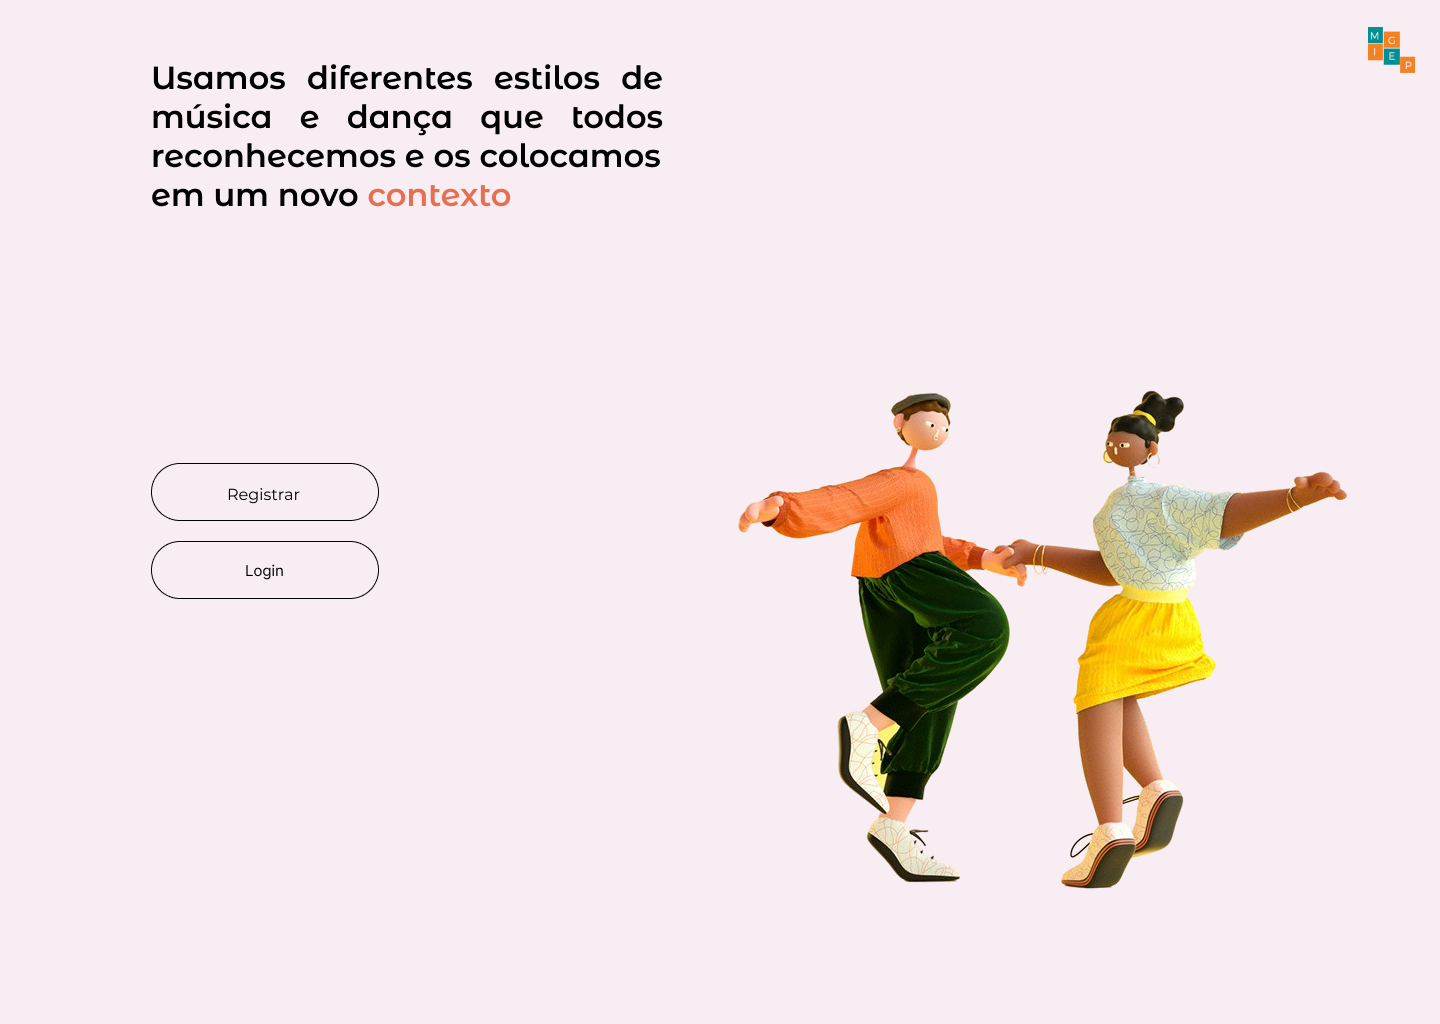 Usamos diferentes estilos de
música e dança que todos
reconhecemos e os colocamos
em um novo contexto
M
G
I
E
P
Registrar
Login